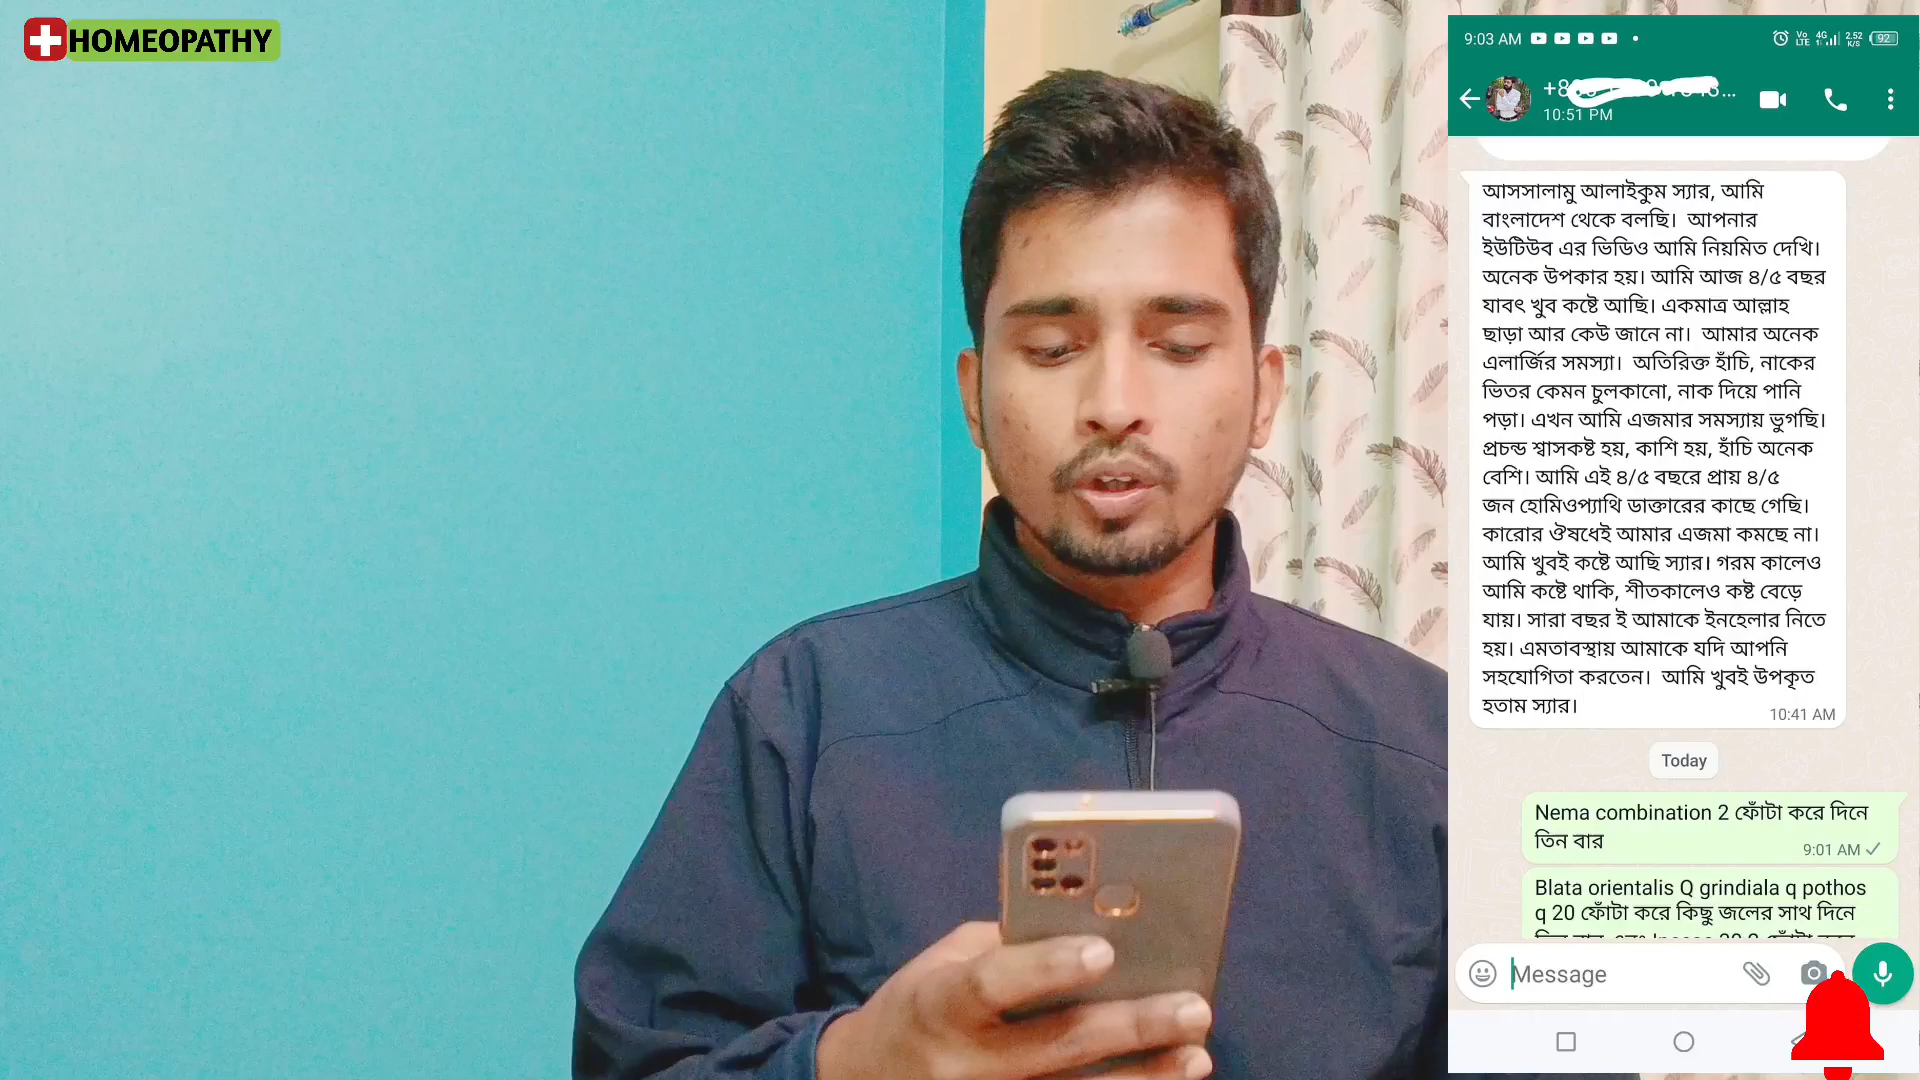 HOMEOPATHY
9:03 AM
4G
2.52
K/S
92
10:51 PM
আসসালামু আলাইকুম স্যার, আমি
বাংলাদেশ থেকে বলছি। আপনার
ইউটিউব এর ভিডিও আমি নিয়মিত দেখি।
অনেক উপকার হয়। আমি আজ ৪/৫ বছর
যাবৎ খুব কষ্টে আছি। একমাত্র আল্লাহ
ছাড়া আর কেউ জানে না। আমার অনেক
এলার্জির সমস্যা। অতিরিক্ত হাঁচি, নাকের
ভিতর কেমন চুলকানো, নাক দিয়ে পানি
পড়া। এখন আমি এজমার সমস্যায় ভুগছি।
প্রচন্ড শ্বাসকষ্ট হয়, কাশি হয়, হাঁচি অনেক
বেশি। আমি এই ৪/৫ বছরে প্রায় ৪/৫
জন হোমিওপ্যাথি ডাক্তারের কাছে গেছি।
কারোর ঔষধেই আমার এজমা কমছে না।
আমি খুবই কষ্টে আছি স্যার। গরম কালেও
আমি কষ্টে থাকি, শীতকালেও কষ্ট বেড়ে
যায়। সারা বছর ই আমাকে ইনহেলার নিতে
হয়। এমতাবস্থায় আমাকে যদি আপনি
সহযোগিতা করতেন। আমি খুবই উপকৃত
হতাম স্যার।
10:41 AM
Today
Nema combination 2 ফোঁটা করে দিনে
তিন বার
9:01 AM
Blata orientalis Q grindiala q pothos
q 20 ফোঁটা করে কিছু জলের সাথ দিনে
Message